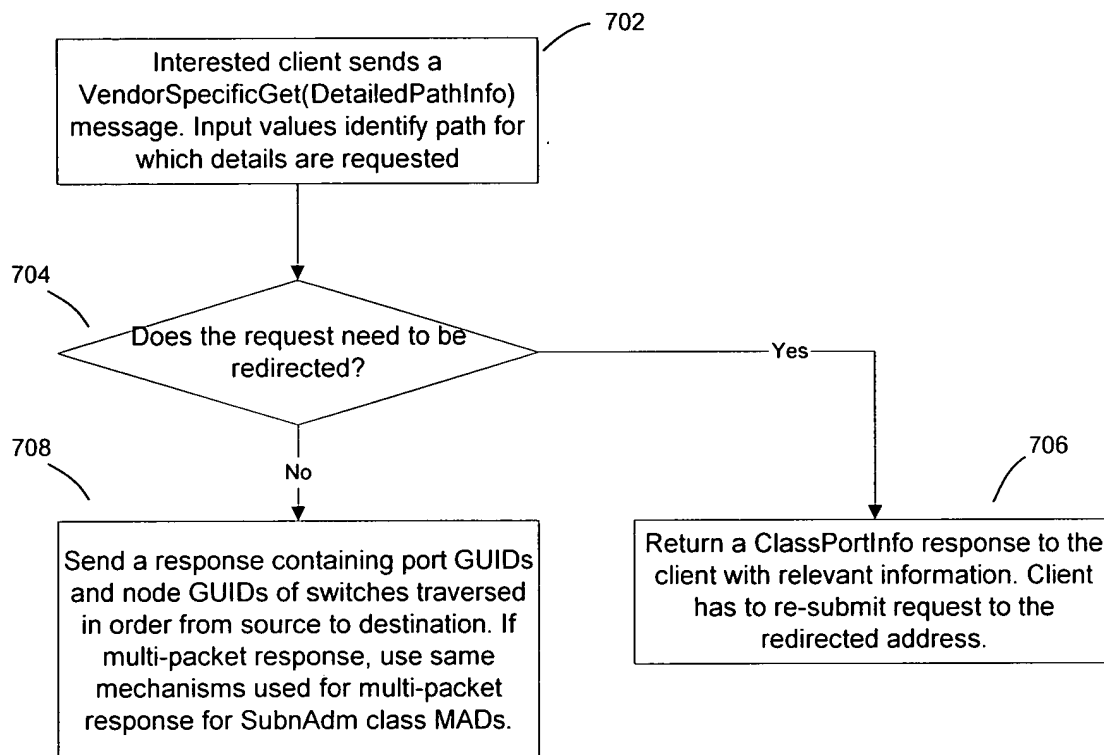 702
Interested client sends a
VendorSpecificGet(DetailedPathInfo)
message. Input values identify path for
which details are requested
704
Does the request need to be
redirected?
Yes
708
No
706
Send a response containing port GUIDs
and node GUIDs of switches traversed
in order from source to destination. If
multi-packet response, use same
mechanisms used for multi-packet
response for SubnAdm class MADs.
Return a ClassPortInfo response to the
client with relevant information. Client
has to re-submit request to the
redirected address.